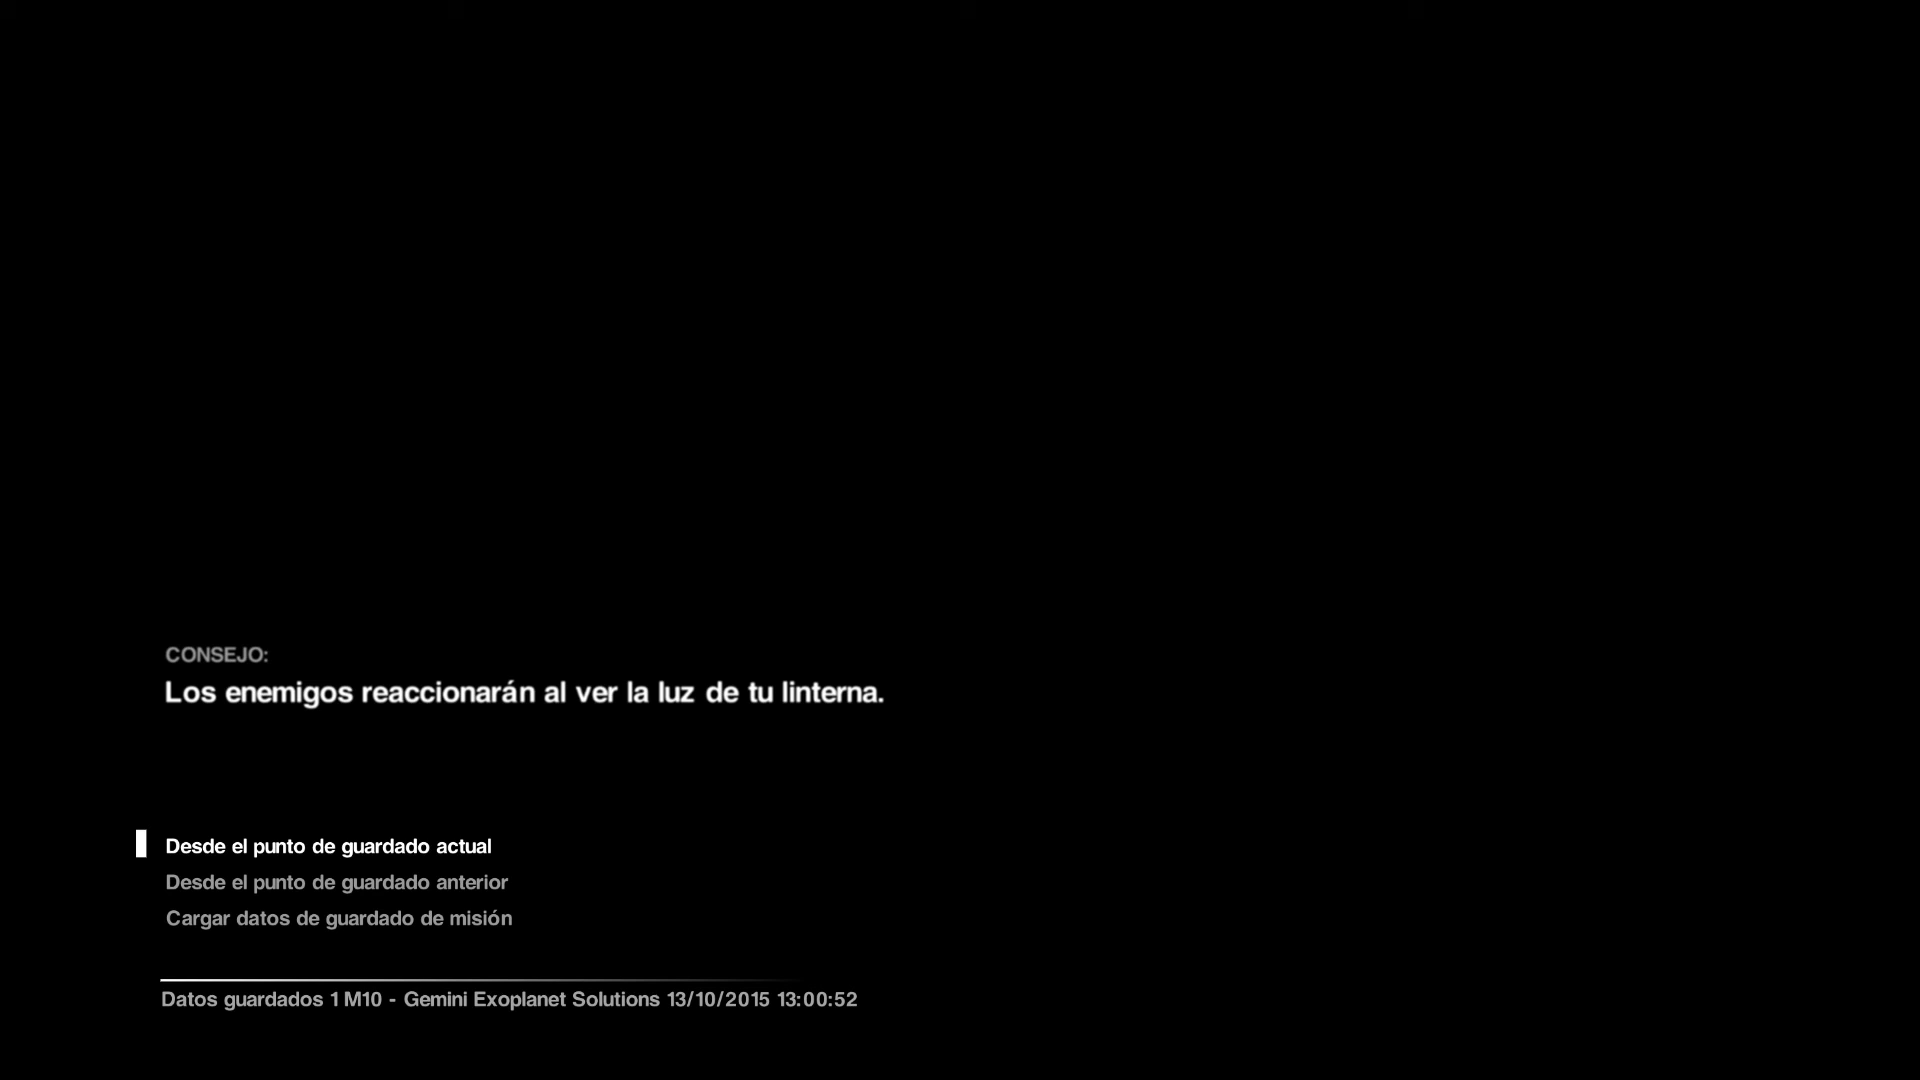 CONSEJO:
Los enemigos reaccionarán al ver la luz de tu linterna.
Desde el punto de guardado actual
Desde el punto de guardado anterior
Cargar datos de guardado de misión
Datos guardados 1 M10 - Gemini Exoplanet Solutions 13/10/2015 13:00:52